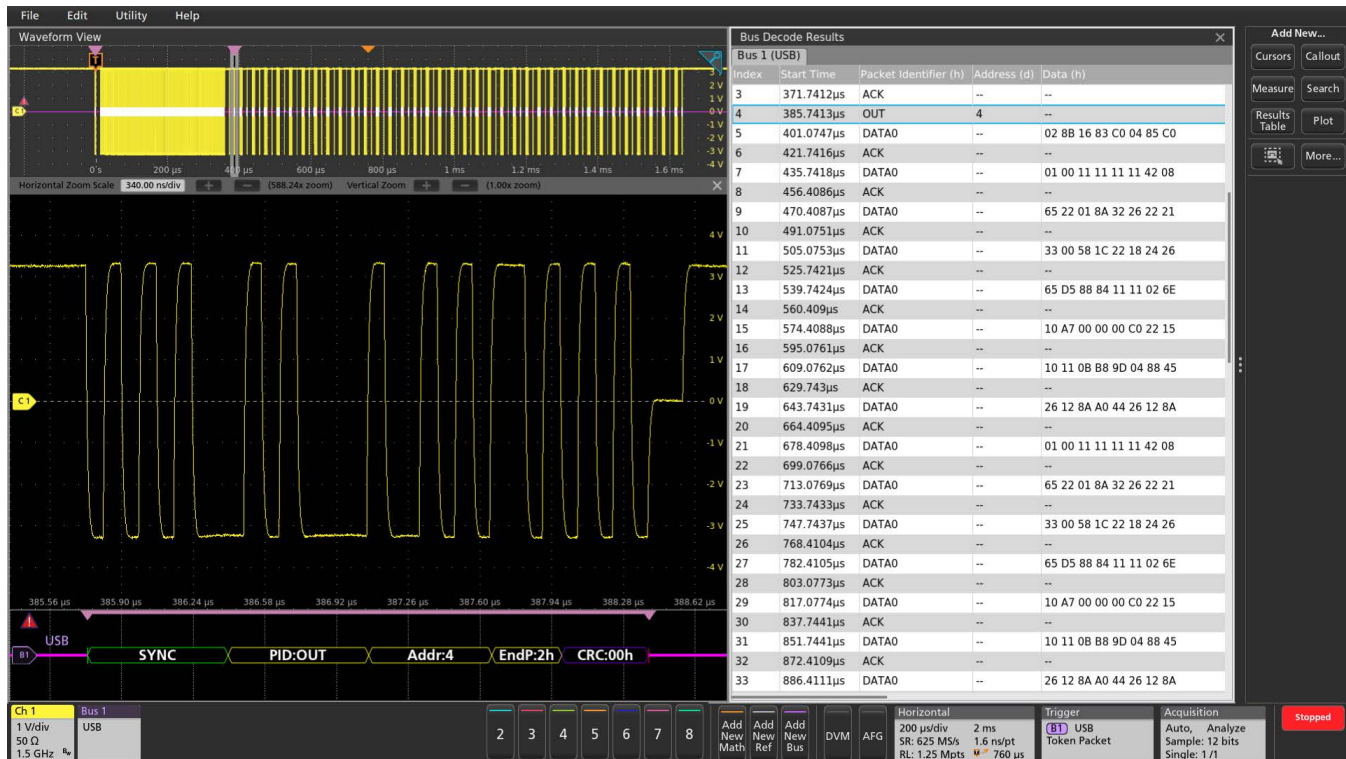 File Edit Utility Help
Waveform View
T
3 V
2 V
1 V
0 V
-1 V
-2 V
-3 V
-4 V
C1
0's 200 µs 400 µs 600 µs 800 µs 1 ms 1.2 ms 1.4 ms 1.6 ms
Horizontal Zoom Scale 340.00 ns/div + — (588.24x zoom) Vertical Zoom + — (1.00x zoom)
4 V
3 V
2 V
1 V
C1 0 V
-1 V
-2 V
-3 V
-4 V
385.56 µs 385.90 µs 386.24 µs 386.58 µs 386.92 µs 387.26 µs 387.60 µs 387.94 µs 388.28 µs 388.62 µs
USB
B1 SYNC PID:OUT Addr:4 EndP:2h CRC:00h
Bus Decode Results
Bus 1 (USB)
Index Start Time Packet Identifier (h) Address (d) Data (h)
3 371.7412µs ACK -- --
4 385.7413µs OUT 4 --
5 401.0747µs DATA0 -- 02 8B 16 83 C0 04 85 C0
6 421.7416µs ACK -- --
7 435.7418µs DATA0 -- 01 00 11 11 11 11 42 08
8 456.4086µs ACK -- --
9 470.4087µs DATA0 -- 65 22 01 8A 32 26 22 21
10 491.0751µs ACK -- --
11 505.0753µs DATA0 -- 33 00 58 1C 22 18 24 26
12 525.7421µs ACK -- --
13 539.7424µs DATA0 -- 65 D5 88 84 11 11 02 6E
14 560.409µs ACK -- --
15 574.4088µs DATA0 -- 10 A7 00 00 00 C0 22 15
16 595.0761µs ACK -- --
17 609.0762µs DATA0 -- 10 11 0B B8 9D 04 88 45
18 629.743µs ACK -- --
19 643.7431µs DATA0 -- 26 12 8A A0 44 26 12 8A
20 664.4095µs ACK -- --
21 678.4098µs DATA0 -- 01 00 11 11 11 11 42 08
22 699.0766µs ACK -- --
23 713.0769µs DATA0 -- 65 22 01 8A 32 26 22 21
24 733.7433µs ACK -- --
25 747.7437µs DATA0 -- 33 00 58 1C 22 18 24 26
26 768.4104µs ACK -- --
27 782.4105µs DATA0 -- 65 D5 88 84 11 11 02 6E
28 803.0773µs ACK -- --
29 817.0774µs DATA0 -- 10 A7 00 00 00 C0 22 15
30 837.7441µs ACK -- --
31 851.7441µs DATA0 -- 10 11 0B B8 9D 04 88 45
32 872.4109µs ACK -- --
33 886.4111µs DATA0 -- 26 12 8A A0 44 26 12 8A
Add New...
Cursors Callout
Measure Search
Results Table Plot
More...
Ch 1
1 V/div
50 Ω
1.5 GHz Bw
Bus 1
USB
2 3 4 5 6 7 8
Add New Math
Add New Ref
Add New Bus
DVM AFG
Horizontal
200 µs/div 2 ms
SR: 625 MS/s 1.6 ns/pt
RL: 1.25 Mpts 760 µs
Trigger
B1 USB
Token Packet
Acquisition
Auto, Analyze
Sample: 12 bits
Single: 1 /1
Stopped